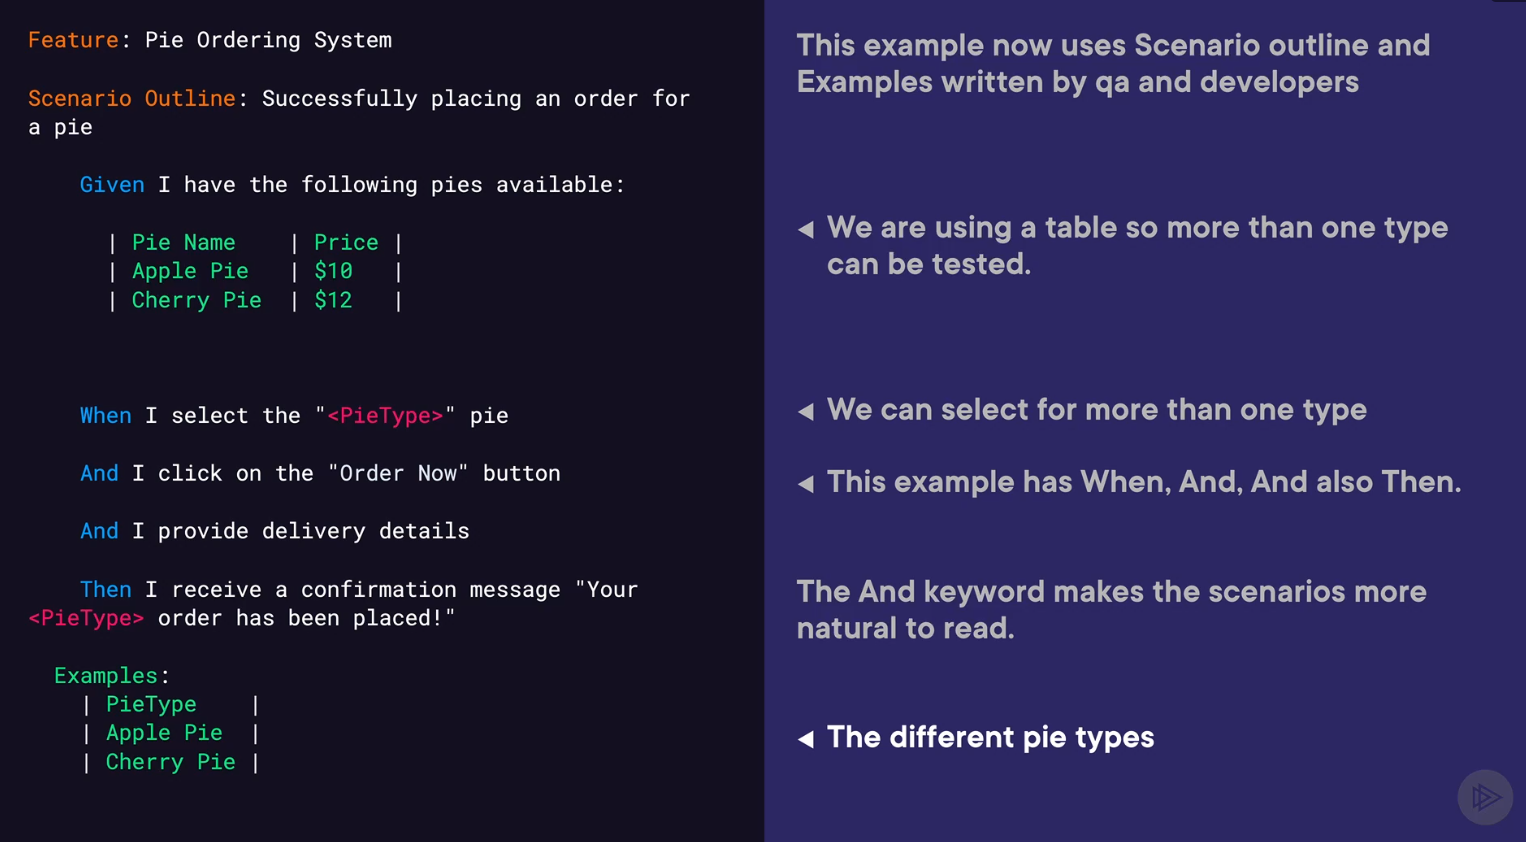 Feature: Pie Ordering System
Scenario Outline: Successfully placing an order for
a pie
Given I have the following pies available:
| Pie Name | Price |
| Apple Pie | $10 |
| Cherry Pie | $12 |
When I select the "<PieType>" pie
And I click on the "Order Now" button
And I provide delivery details
Then I receive a confirmation message "Your
<PieType> order has been placed!"
Examples:
| PieType |
| Apple Pie |
| Cherry Pie |
This example now uses Scenario outline and
Examples written by qa and developers
We are using a table so more than one type
can be tested.
We can select for more than one type
This example has When, And, And also Then.
The And keyword makes the scenarios more
natural to read.
The different pie types